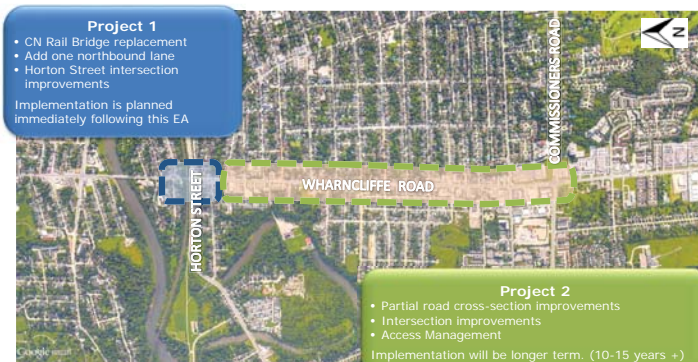 Project 1
• CN Rail Bridge replacement
• Add one northbound lane
• Horton Street intersection
improvements
Implementation is planned
immediately following this EA
N
COMMISSIONERS ROAD
WHARNCLIFFE ROAD
HORTON STREET
Project 2
• Partial road cross-section improvements
• Intersection improvements
• Access Management
Implementation will be longer term. (10-15 years +)
Google earth